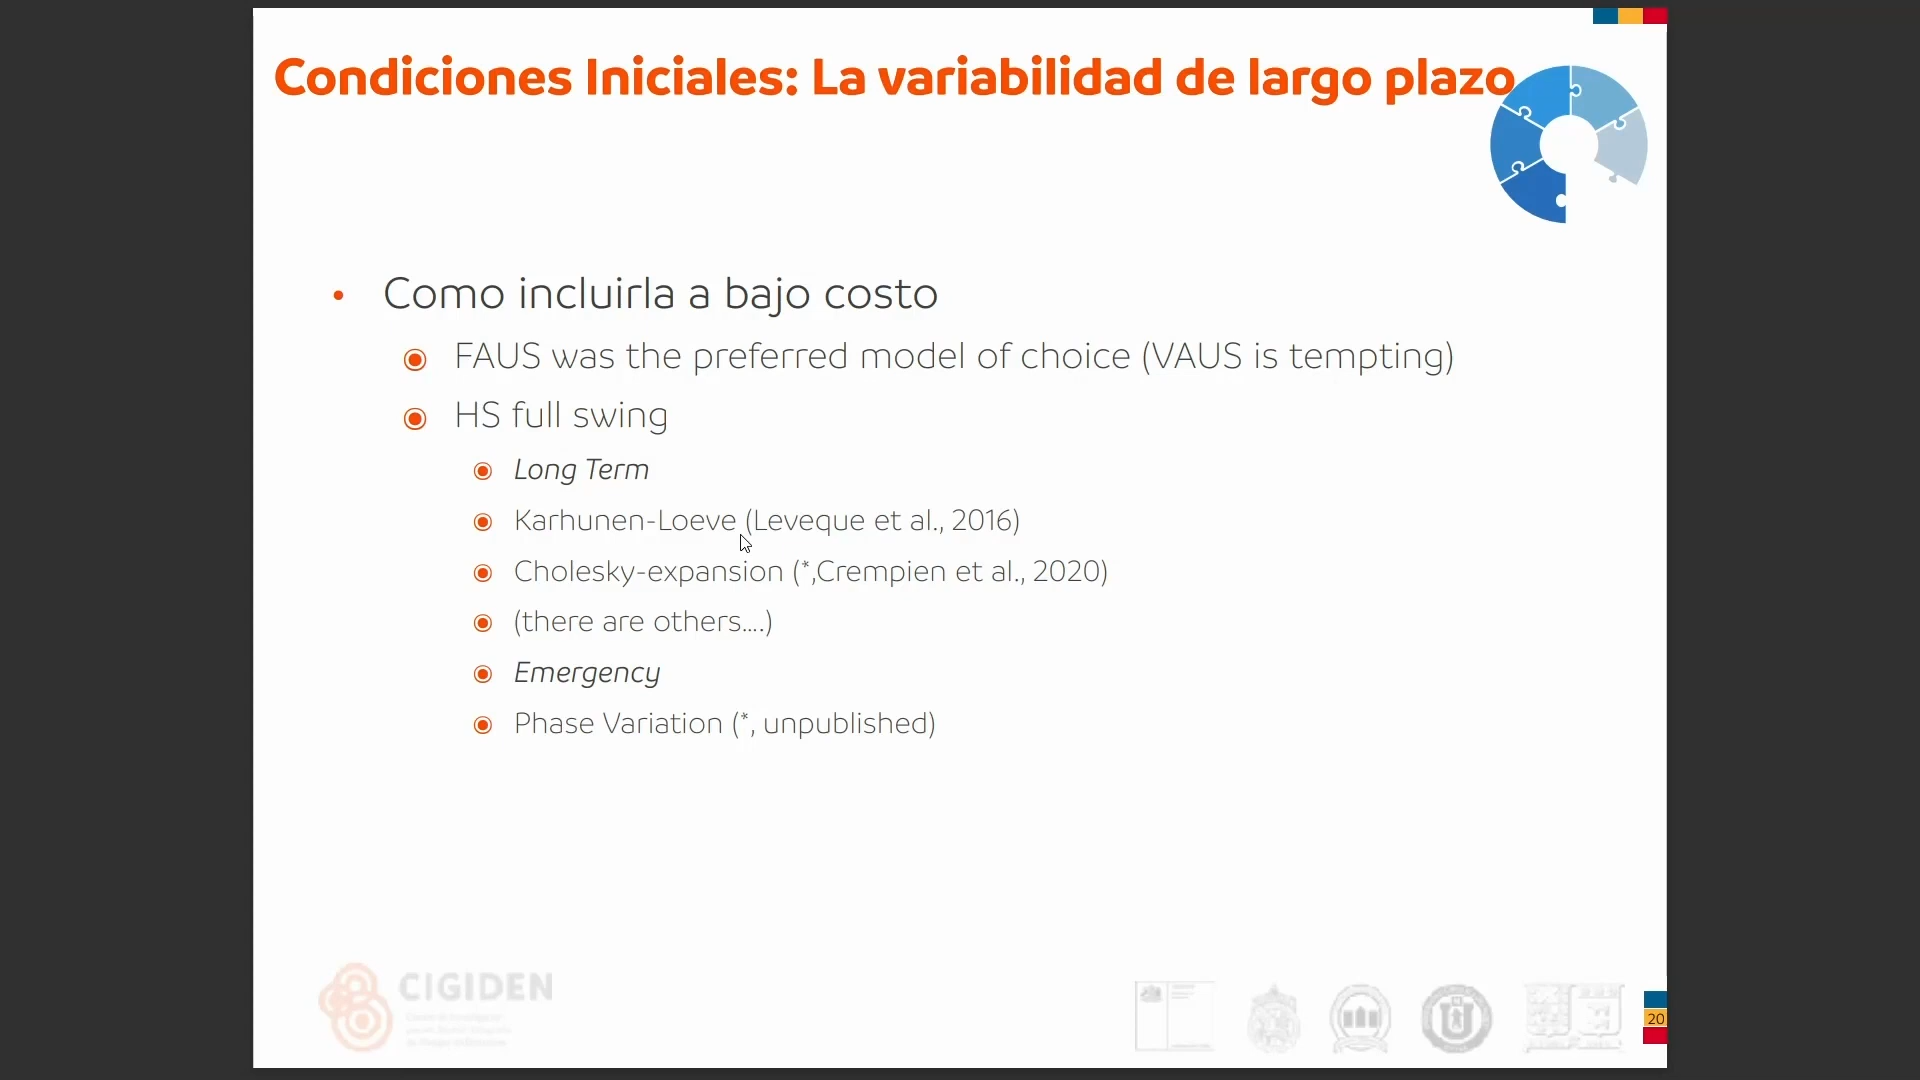 Condiciones Iniciales: La variabilidad de largo plazo
Como incluirla a bajo costo
FAUS was the preferred model of choice (VAUS is tempting)
HS full swing
Long Term
Karhunen-Loeve (Leveque et al., 2016)
Cholesky-expansion (*,Crempien et al., 2020)
(there are others....)
Emergency
Phase Variation (*, unpublished)
CIGIDEN
20